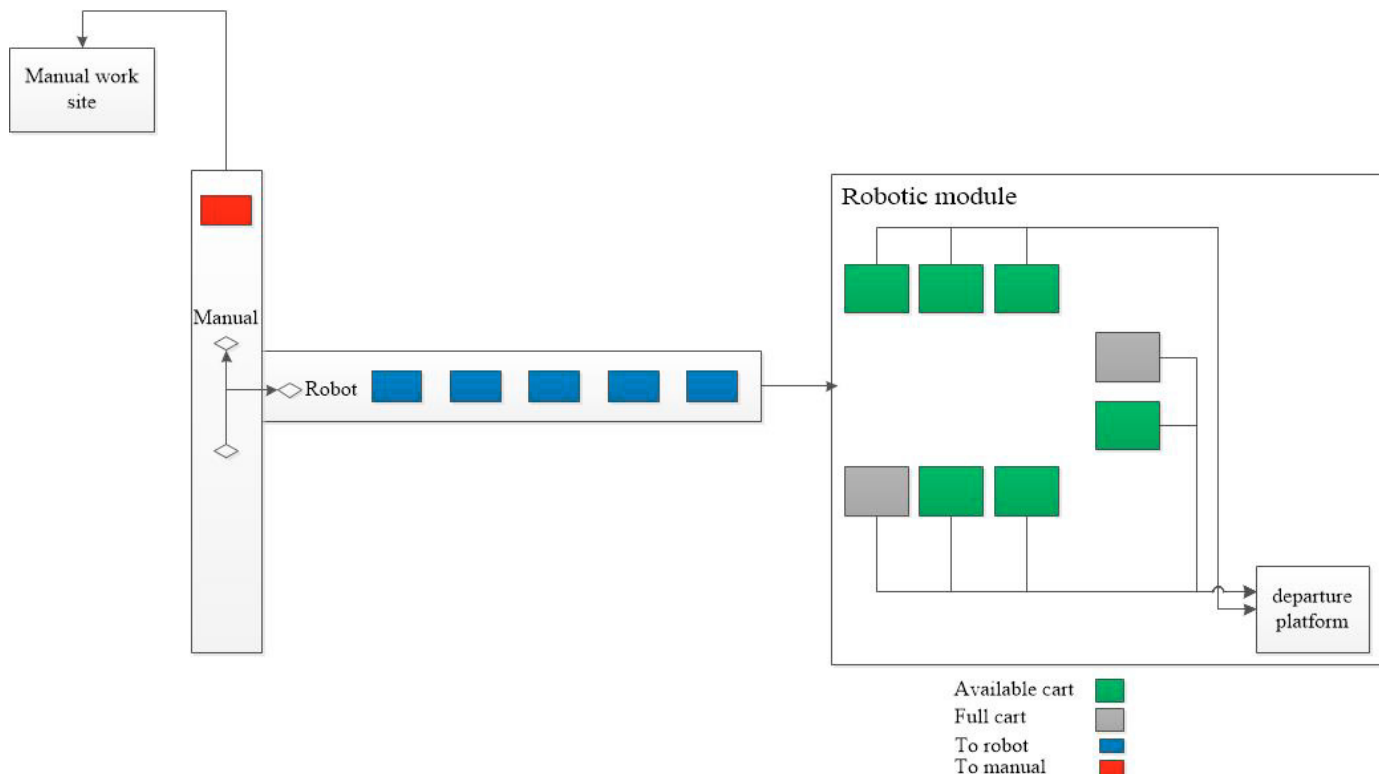 Manual work
site
Manual
Robot
Robotic module
departure
platform
Available cart
Full cart
To robot
To manual